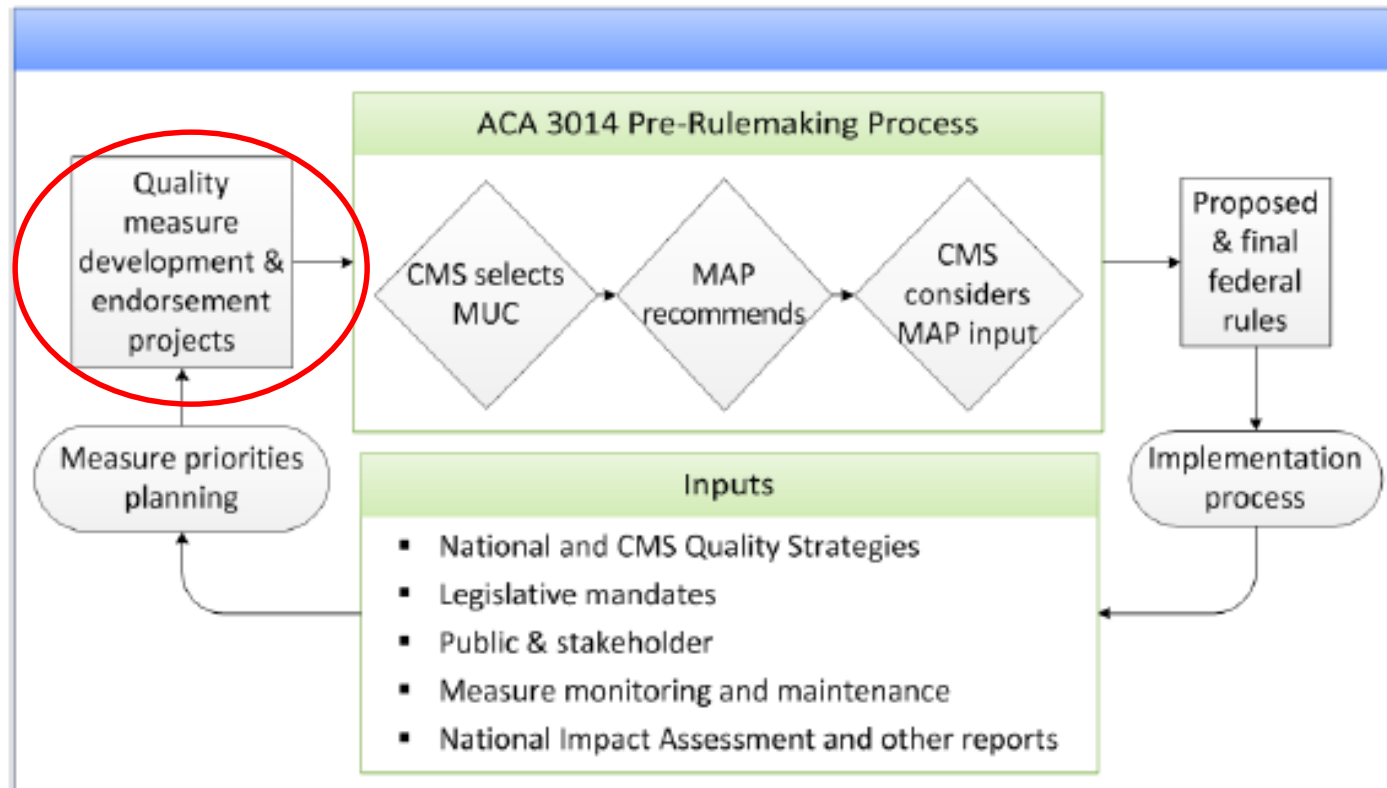 ACA 3014 Pre-Rulemaking Process
Quality
measure
development &
endorsement
projects
CMS selects
MUC
MAP
recommends
CMS
considers
MAP input
Proposed
& final
federal
rules
Measure priorities
planning
Implementation
process
Inputs
▪ National and CMS Quality Strategies
▪ Legislative mandates
▪ Public & stakeholder
▪ Measure monitoring and maintenance
▪ National Impact Assessment and other reports